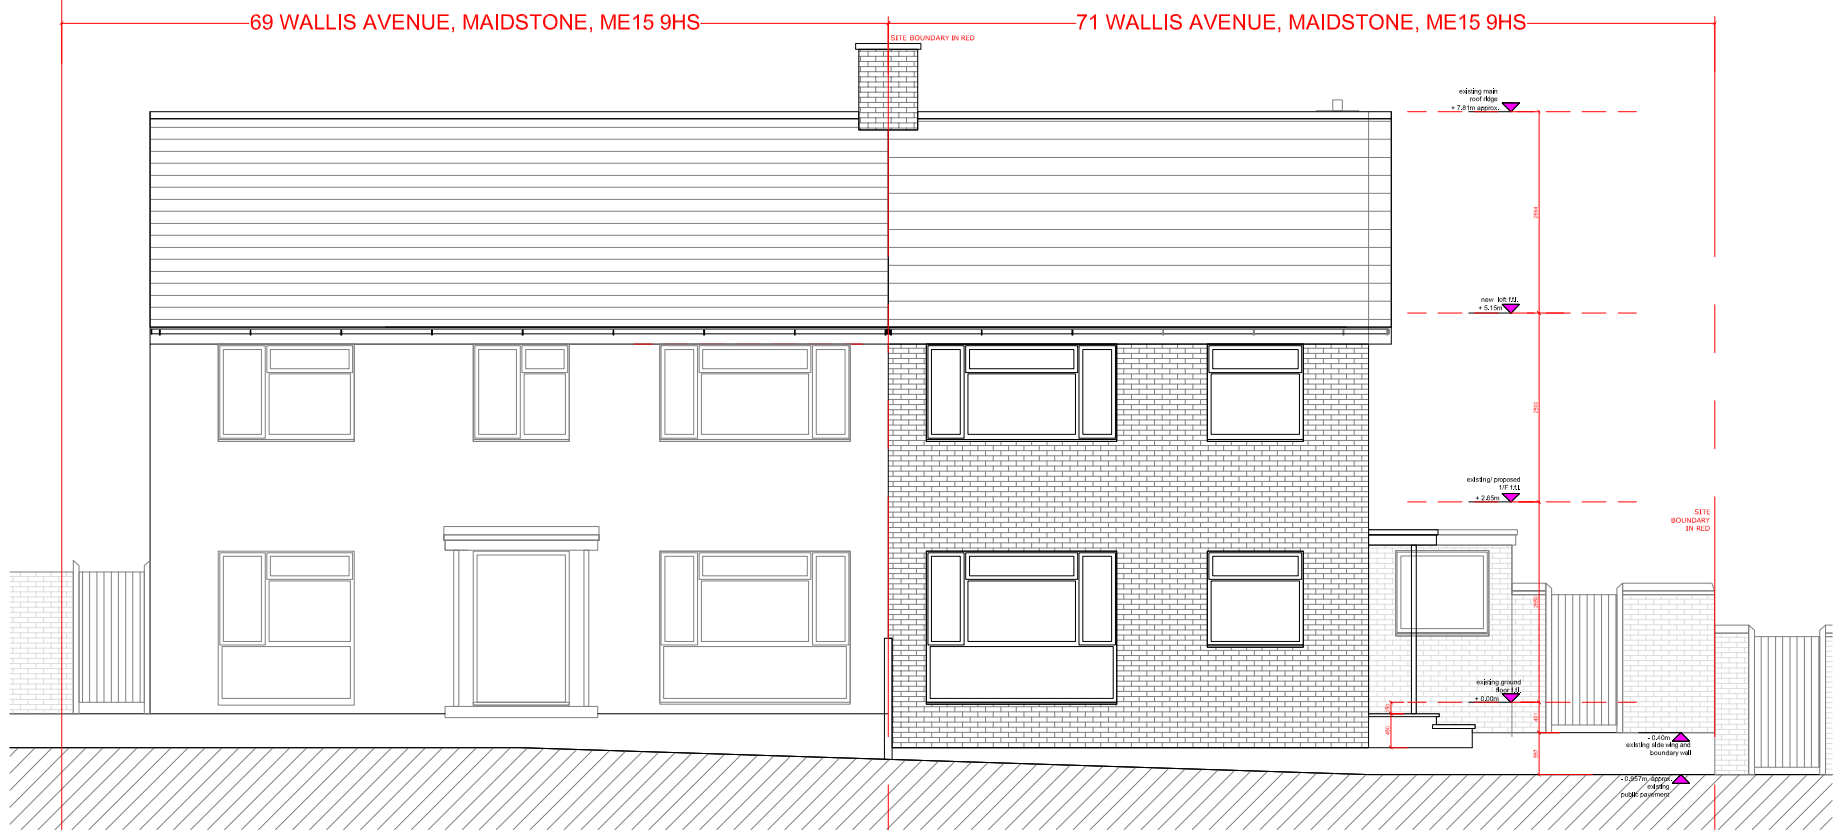 69 WALLIS AVENUE, MAIDSTONE, ME15 9HS
71 WALLIS AVENUE, MAIDSTONE, ME15 9HS
SITE BOUNDARY IN RED
existing main
roof ridge
+ 7.81m approx.
new loft f.f.l.
+ 5.15m
2500
existing/ proposed
1/F f.f.l.
+ 2.65m
SITE
BOUNDARY
IN RED
existing ground
floor f.f.l.
+ 0.00m
- 0.40m
existing side wing and
boundary wall
- 0.957m approx.
existing
public pavement